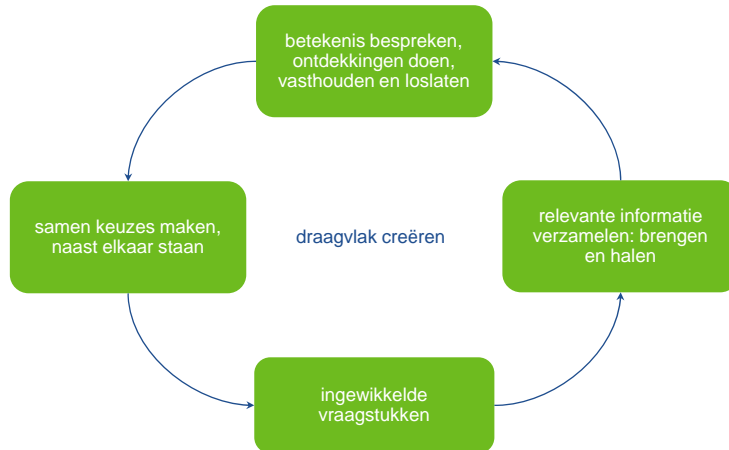 betekenis bespreken,
ontdekkingen doen,
vasthouden en loslaten
samen keuzes maken,
naast elkaar staan
draagvlak creëren
relevante informatie
verzamelen: brengen
en halen
ingewikkelde
vraagstukken